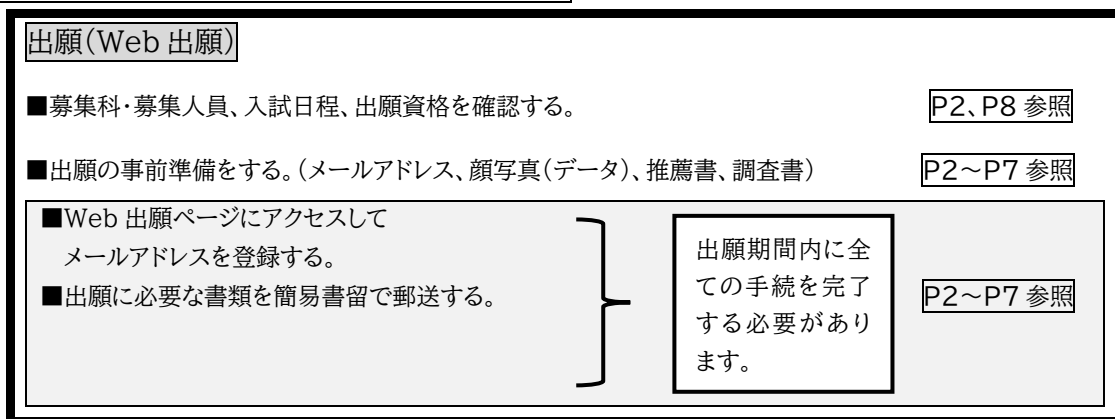 出願(Web 出願)
■募集科・募集人員、入試日程、出願資格を確認する。 P2、P8 参照
■出願の事前準備をする。(メールアドレス、顔写真(データ)、推薦書、調査書) P2~P7 参照
■Web 出願ページにアクセスして
メールアドレスを登録する。
■出願に必要な書類を簡易書留で郵送する。
出願期間内に全
ての手続を完了
する必要があり
ます。
P2~P7 参照